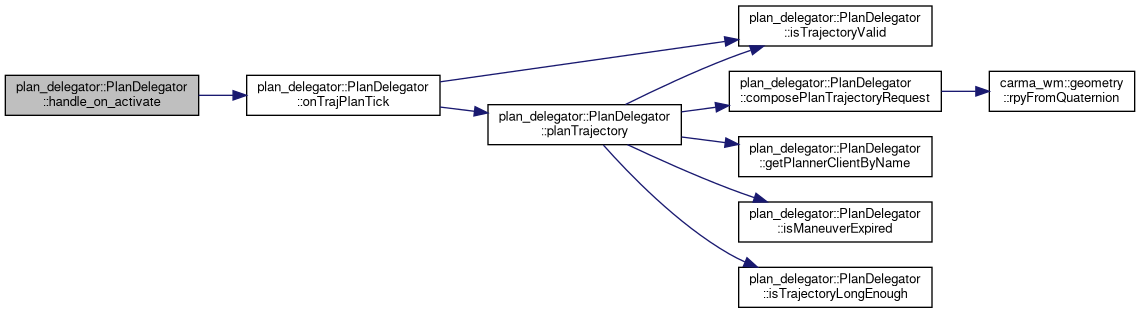 plan_delegator::PlanDelegator
::handle_on_activate
plan_delegator::PlanDelegator
::onTrajPlanTick
plan_delegator::PlanDelegator
::planTrajectory
plan_delegator::PlanDelegator
::isTrajectoryValid
plan_delegator::PlanDelegator
::composePlanTrajectoryRequest
carma_wm::geometry
::rpyFromQuaternion
plan_delegator::PlanDelegator
::getPlannerClientByName
plan_delegator::PlanDelegator
::isManeuverExpired
plan_delegator::PlanDelegator
::isTrajectoryLongEnough